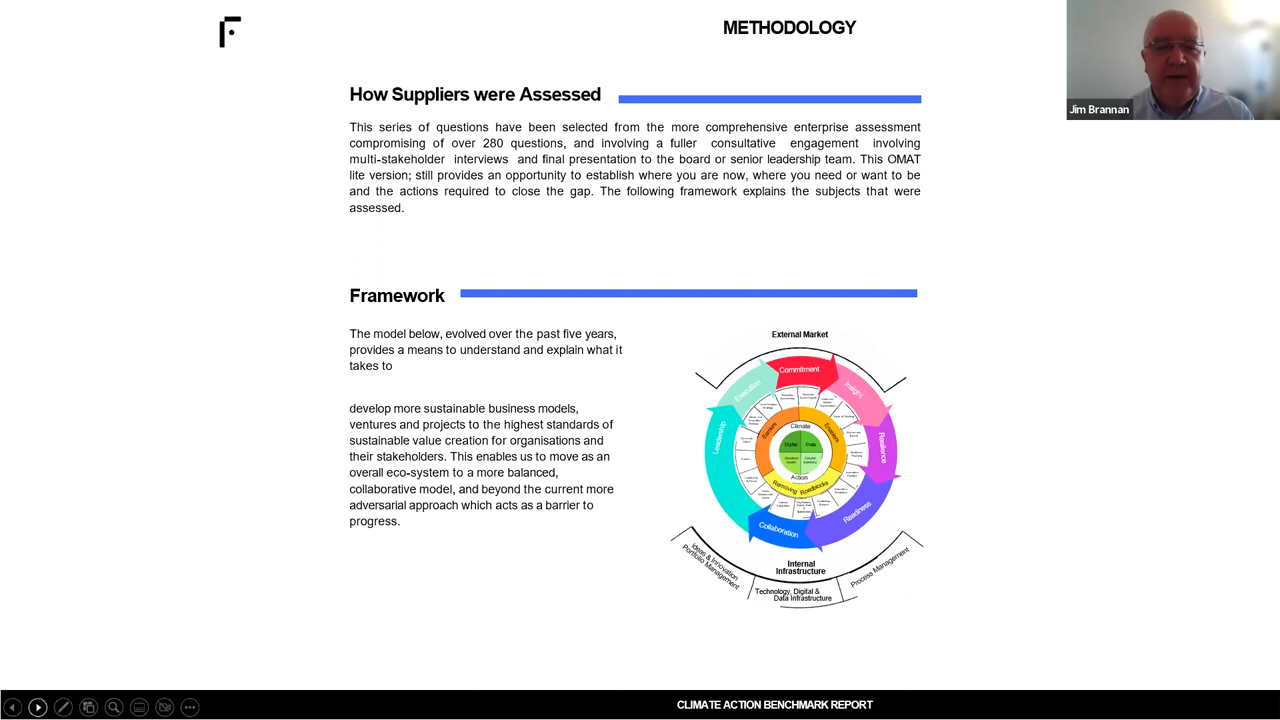 METHODOLOGY
Jim Brannan
How Suppliers were Assessed
This series of questions have been selected from the more comprehensive enterprise assessment
compromising of over 280 questions, and involving a fuller consultative engagement involving
multi-stakeholder interviews and final presentation to the board or senior leadership team. This OMAT
lite version; still provides an opportunity to establish where you are now, where you need or want to be
and the actions required to close the gap. The following framework explains the subjects that were
assessed.
Framework
The model below, evolved over the past five years,
provides a means to understand and explain what it
takes to
develop more sustainable business models,
ventures and projects to the highest standards of
sustainable value creation for organisations and
their stakeholders. This enables us to move as an
overall eco-system to a more balanced,
collaborative model, and beyond the current more
adversarial approach which acts as a barrier to
progress.
External Market
Commitment
Insight
Resilience
Readiness
Collaboration
Leadership
Execution
Barriers
Enablers
Removing Roadblocks
Climate
Digital
Data
Action
Internal
Infrastructure
Ideas & Innovation
Portfolio Management
Technology, Digital &
Data Infrastructure
Process Management
CLIMATE ACTION BENCHMARK REPORT